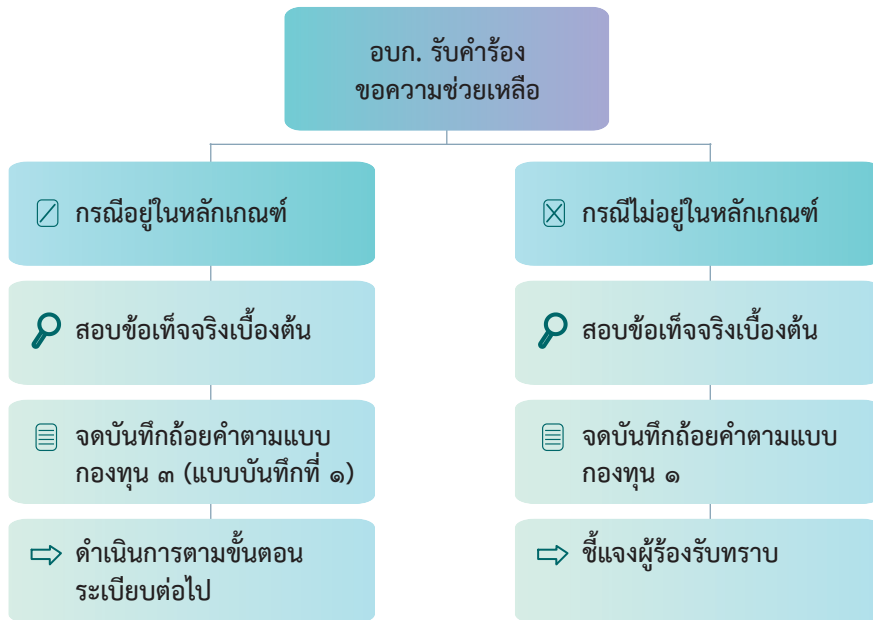 อบก. รับคำร้อง
ขอความช่วยเหลือ
กรณีอยู่ในหลักเกณฑ์
สอบข้อเท็จจริงเบื้องต้น
จดบันทึกถ้อยคำตามแบบ
กองทุน ๓ (แบบบันทึกที่ ๑)
ดำเนินการตามขั้นตอน
ระเบียบต่อไป
กรณีไม่อยู่ในหลักเกณฑ์
สอบข้อเท็จจริงเบื้องต้น
จดบันทึกถ้อยคำตามแบบ
กองทุน ๑
ชี้แจงผู้ร้องรับทราบ